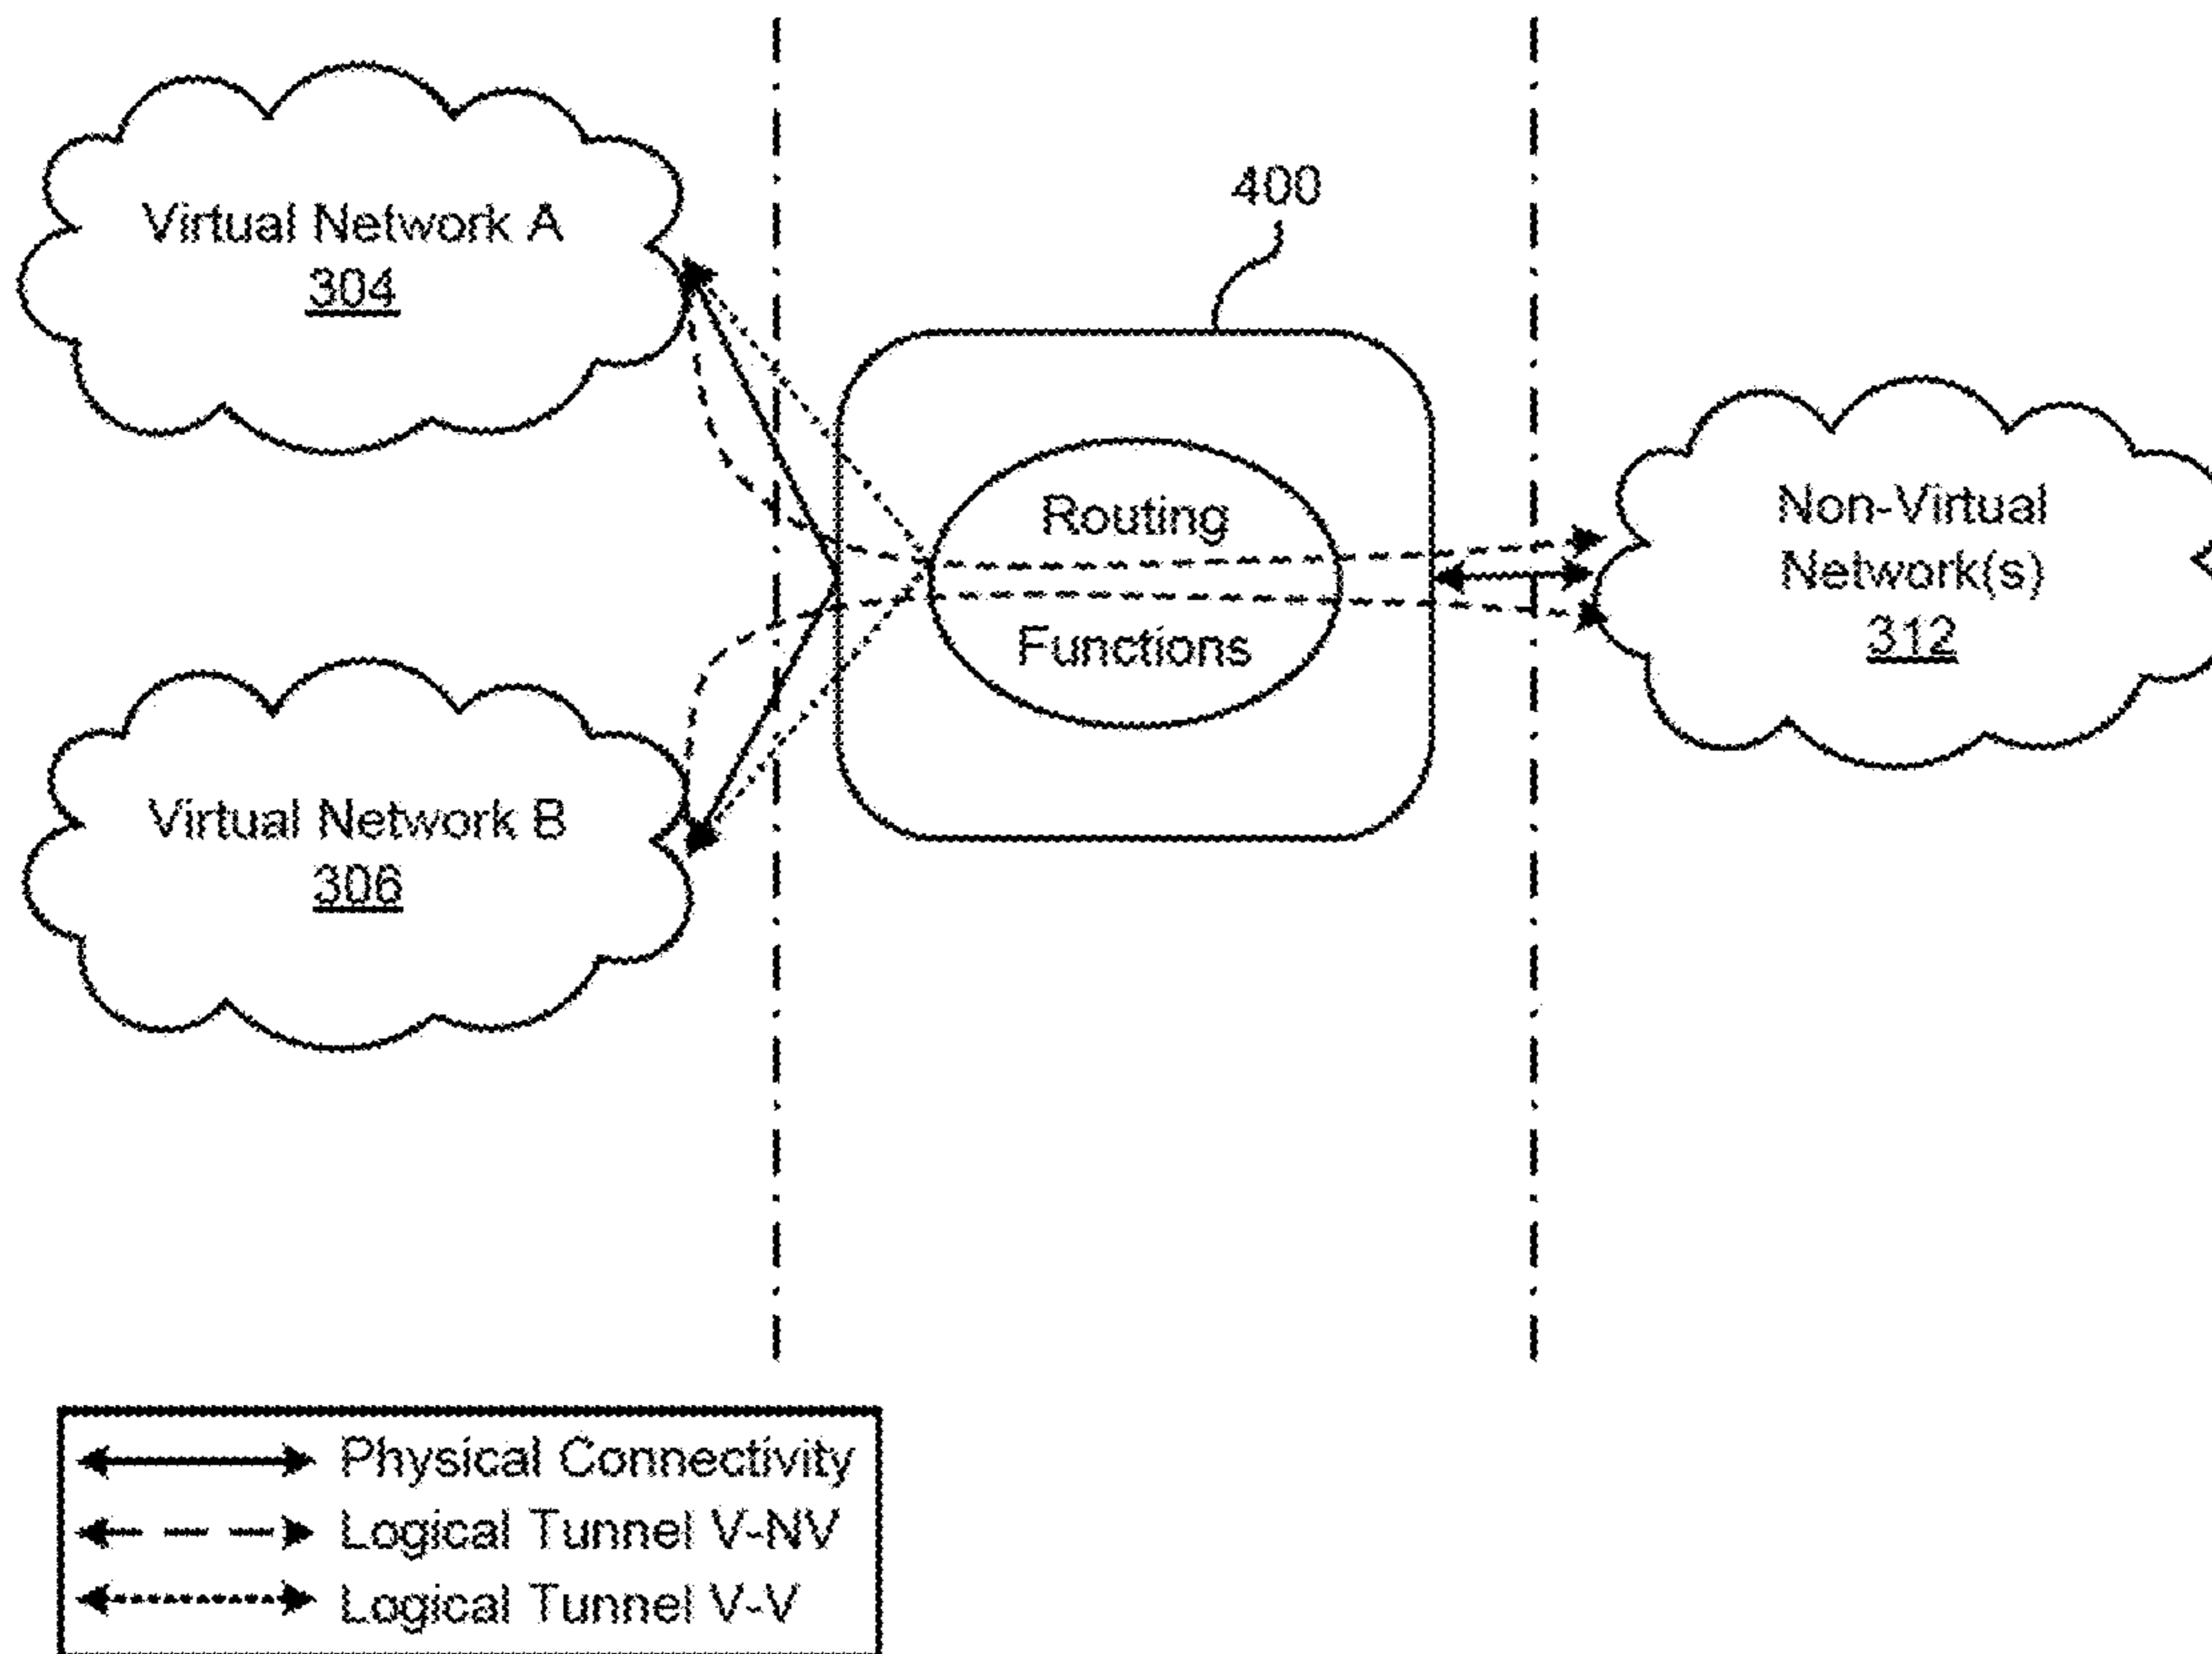 Virtual Network A
304
400
Routing
Functions
Non-Virtual
Network(s)
312
Virtual Network B
306
Physical Connectivity
Logical Tunnel V-NV
Logical Tunnel V-V